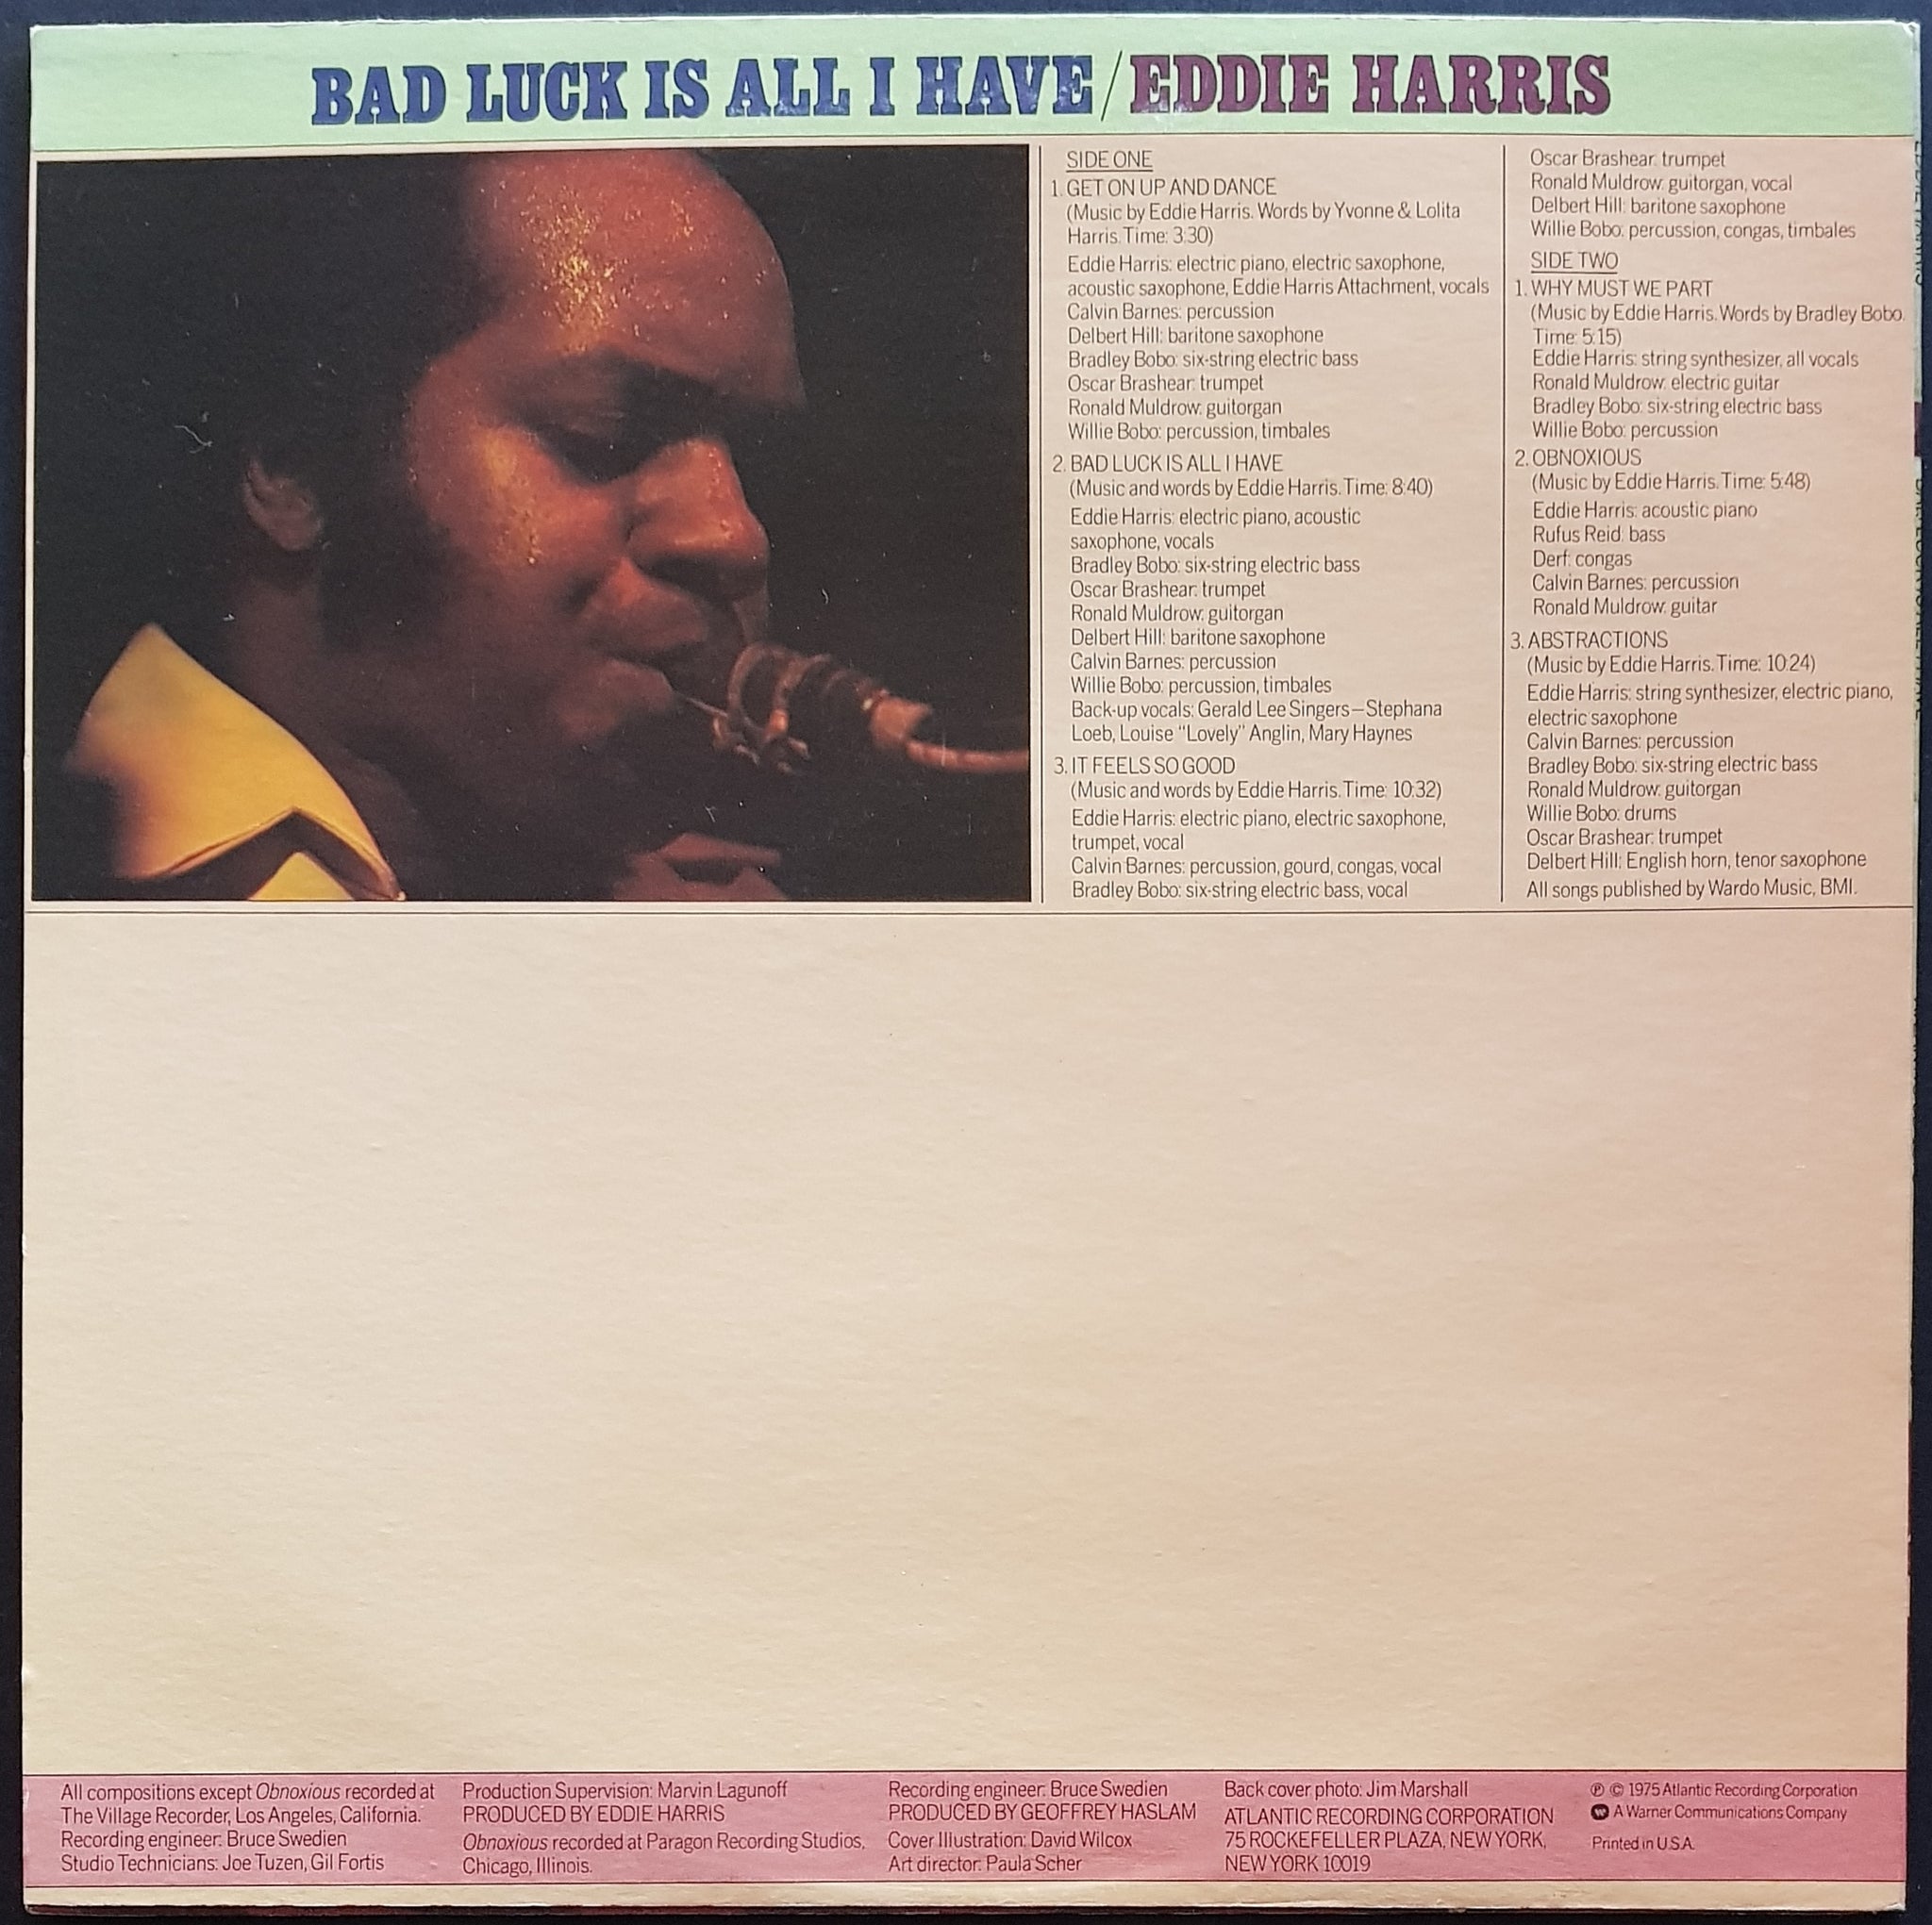 BAD LUCK IS ALL I HAVE/EDDIE HARRIS
SIDE ONE
1. GET ON UP AND DANCE
(Music by Eddie Harris. Words by Yvonne & Lolita
Harris. Time: 3:30)
Eddie Harris: electric piano, electric saxophone,
acoustic saxophone, Eddie Harris Attachment, vocals
Calvin Barnes: percussion
Delbert Hill: baritone saxophone
Bradley Bobo: six-string electric bass
Oscar Brashear: trumpet
Ronald Muldrow: guitorgan
Willie Bobo: percussion, timbales
2. BAD LUCK IS ALL I HAVE
(Music and words by Eddie Harris. Time: 8:40)
Eddie Harris: electric piano, acoustic
saxophone, vocals
Bradley Bobo: six-string electric bass
Oscar Brashear: trumpet
Ronald Muldrow: guitorgan
Delbert Hill: baritone saxophone
Calvin Barnes: percussion
Willie Bobo: percussion, timbales
Back-up vocals: Gerald Lee Singers—Stephana
Loeb, Louise "Lovely" Anglin, Mary Haynes
3. IT FEELS SO GOOD
(Music and words by Eddie Harris. Time: 10:32)
Eddie Harris: electric piano, electric saxophone,
trumpet, vocal
Calvin Barnes: percussion, gourd, congas, vocal
Bradley Bobo: six-string electric bass, vocal
Oscar Brashear: trumpet
Ronald Muldrow: guitorgan, vocal
Delbert Hill: baritone saxophone
Willie Bobo: percussion, congas, timbales
SIDE TWO
1. WHY MUST WE PART
(Music by Eddie Harris. Words by Bradley Bobo.
Time: 5:15)
Eddie Harris: string synthesizer, all vocals
Ronald Muldrow: electric guitar
Bradley Bobo: six-string electric bass
Willie Bobo: percussion
2. OBNOXIOUS
(Music by Eddie Harris. Time: 5:48)
Eddie Harris: acoustic piano
Rufus Reid: bass
Derf: congas
Calvin Barnes: percussion
Ronald Muldrow: guitar
3. ABSTRACTIONS
(Music by Eddie Harris. Time: 10:24)
Eddie Harris: string synthesizer, electric piano,
electric saxophone
Calvin Barnes: percussion
Bradley Bobo: six-string electric bass
Ronald Muldrow: guitorgan
Willie Bobo: drums
Oscar Brashear: trumpet
Delbert Hill: English horn, tenor saxophone
All songs published by Wardo Music, BMI.
All compositions except Obnoxious recorded at
The Village Recorder, Los Angeles, California.
Recording engineer: Bruce Swedien
Studio Technicians: Joe Tuzen, Gil Fortis
Production Supervision: Marvin Lagunoff
PRODUCED BY EDDIE HARRIS
Obnoxious recorded at Paragon Recording Studios,
Chicago, Illinois.
Recording engineer: Bruce Swedien
PRODUCED BY GEOFFREY HASLAM
Cover Illustration: David Wilcox
Art director: Paula Scher
Back cover photo: Jim Marshall
ATLANTIC RECORDING CORPORATION
75 ROCKEFELLER PLAZA, NEW YORK,
NEW YORK 10019
℗ © 1975 Atlantic Recording Corporation
A Warner Communications Company
Printed in U.S.A.